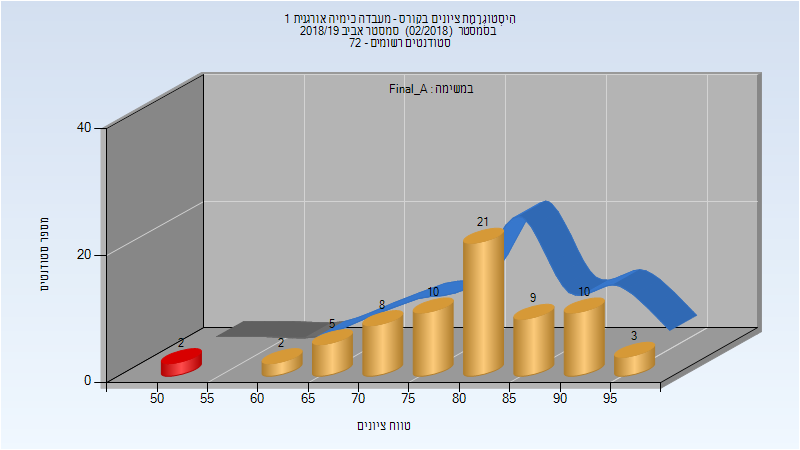 היסטוגרמת ציונים בקורס - מעבדה כימיה אורגנית 1
בסמסטר (02/2018) סמסטר אביב 2018/19
סטודנטים רשומים - 72
במשימה : Final_A
מספר סטודנטים
40
20
0
2
2
5
8
10
21
9
10
3
50 55 60 65 70 75 80 85 90 95
טווח ציונים